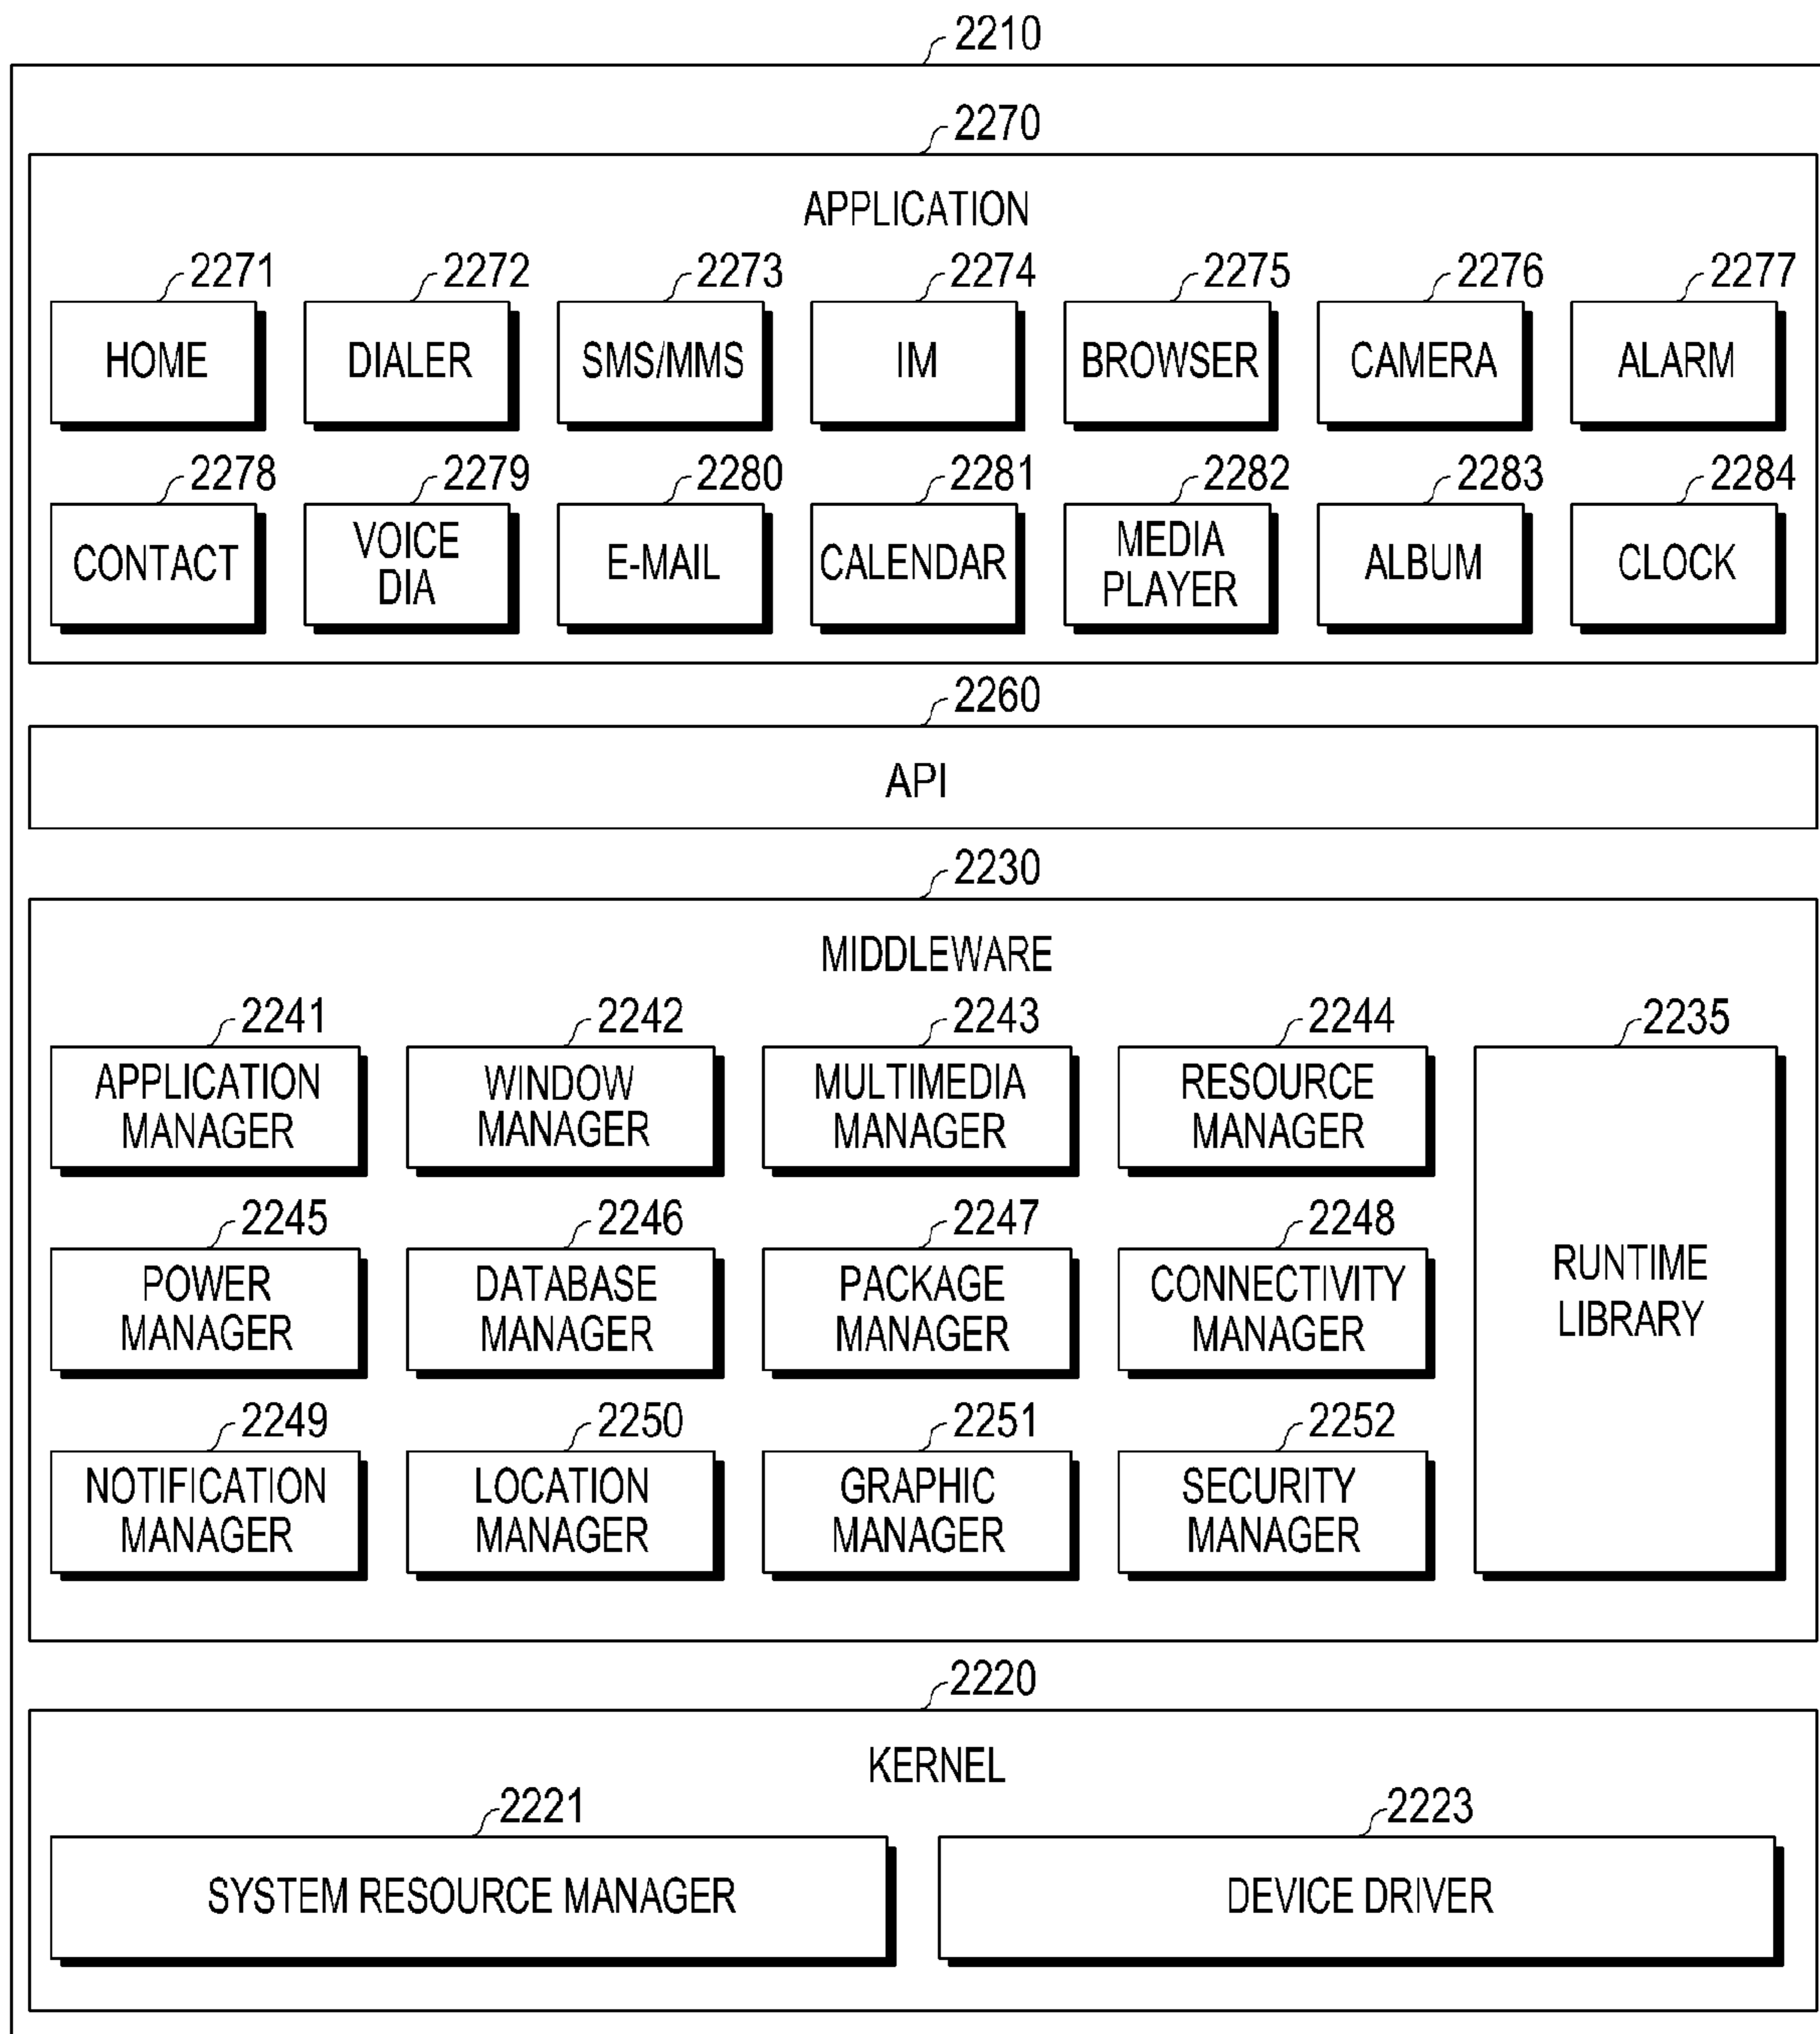 2210
2270
APPLICATION
2271 2272 2273 2274 2275 2276 2277
HOME DIALER SMS/MMS IM BROWSER CAMERA ALARM
2278 2279 2280 2281 2282 2283 2284
CONTACT VOICE DIA E-MAIL CALENDAR MEDIA PLAYER ALBUM CLOCK
2260
API
2230
MIDDLEWARE
2241 2242 2243 2244 2235
APPLICATION WINDOW MULTIMEDIA RESOURCE
MANAGER MANAGER MANAGER MANAGER
2245 2246 2247 2248
POWER DATABASE PACKAGE CONNECTIVITY RUNTIME
MANAGER MANAGER MANAGER MANAGER LIBRARY
2249 2250 2251 2252
NOTIFICATION LOCATION GRAPHIC SECURITY
MANAGER MANAGER MANAGER MANAGER
2220
KERNEL
2221 2223
SYSTEM RESOURCE MANAGER DEVICE DRIVER